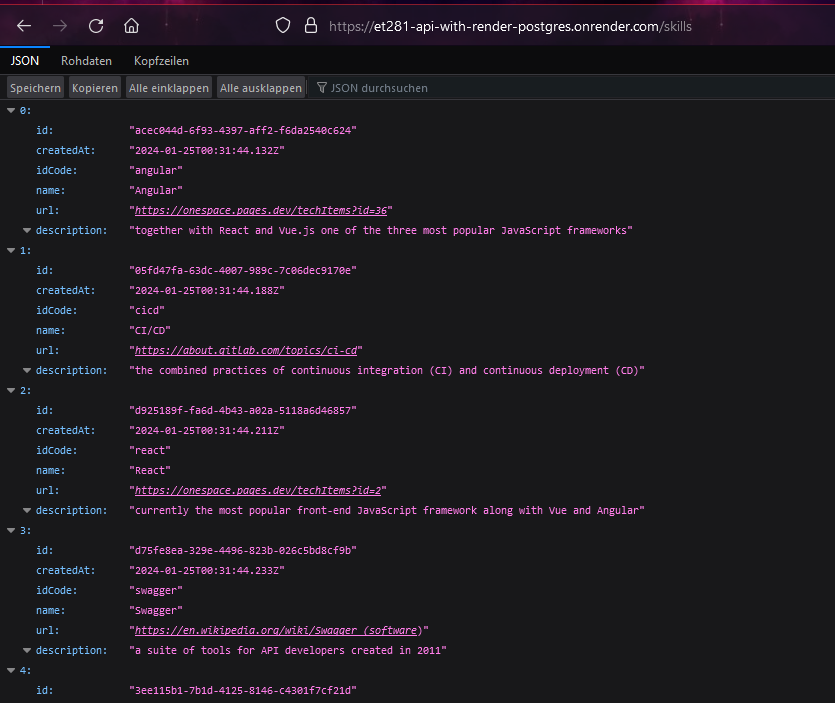 https://et281-api-with-render-postgres.onrender.com/skills
JSON Rohdaten Kopfzeilen
Speichern Kopieren Alle einklappen Alle ausklappen JSON durchsuchen
0:
id: "acec044d-6f93-4397-aff2-f6da2540c624"
createdAt: "2024-01-25T00:31:44.132Z"
idCode: "angular"
name: "Angular"
url: "https://onespace.pages.dev/techItems?id=36"
description: "together with React and Vue.js one of the three most popular JavaScript frameworks"
1:
id: "05fd47fa-63dc-4007-989c-7c06dec9170e"
createdAt: "2024-01-25T00:31:44.188Z"
idCode: "cicd"
name: "CI/CD"
url: "https://about.gitlab.com/topics/ci-cd"
description: "the combined practices of continuous integration (CI) and continuous deployment (CD)"
2:
id: "d925189f-fa6d-4b43-a02a-5118a6d46857"
createdAt: "2024-01-25T00:31:44.211Z"
idCode: "react"
name: "React"
url: "https://onespace.pages.dev/techItems?id=2"
description: "currently the most popular front-end JavaScript framework along with Vue and Angular"
3:
id: "d75fe8ea-329e-4496-823b-026c5bd8cf9b"
createdAt: "2024-01-25T00:31:44.233Z"
idCode: "swagger"
name: "Swagger"
url: "https://en.wikipedia.org/wiki/Swagger_(software)"
description: "a suite of tools for API developers created in 2011"
4:
id: "3ee115b1-7b1d-4125-8146-c4301f7cf21d"